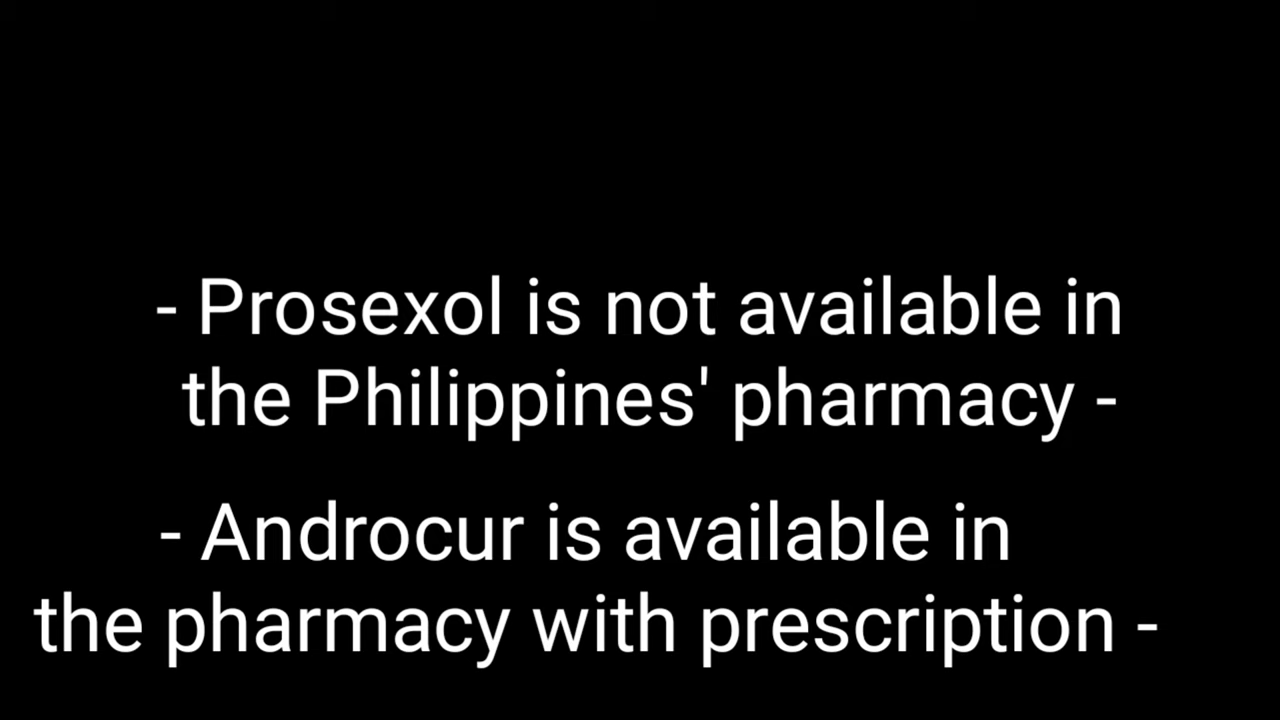 - Prosexol is not available in
the Philippines' pharmacy -
- Androcur is available in
the pharmacy with prescription -